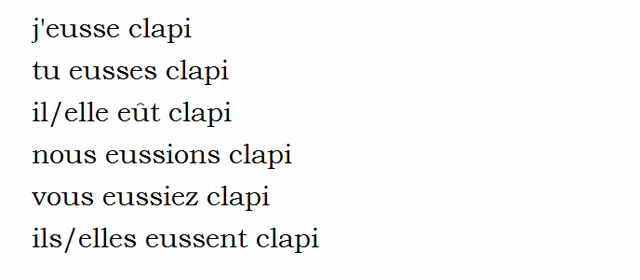 j'eusse clapi
tu eusses clapi
il/elle eût clapi
nous eussions clapi
vous eussiez clapi
ils/elles eussent clapi